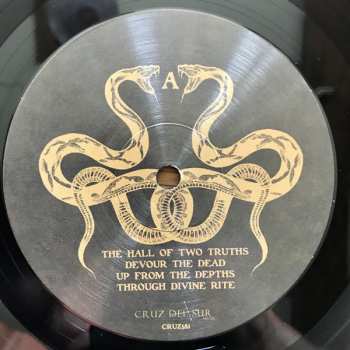 A
THE HALL OF TWO TRUTHS
DEVOUR THE DEAD
UP FROM THE DEPTHS
THROUGH DIVINE RITE
CRUZ DEL SUR